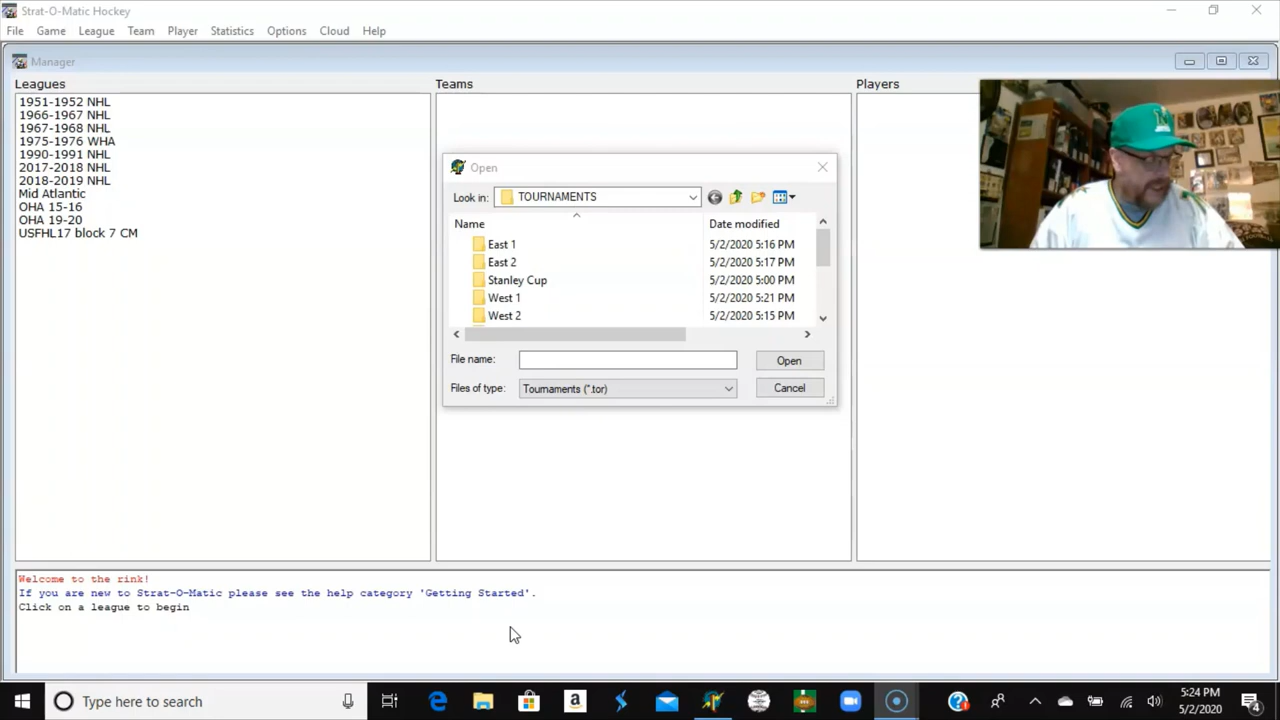 Strat-O-Matic Hockey
File Game League Team Player Statistics Options Cloud Help
Manager
Leagues
1951-1952 NHL
1966-1967 NHL
1967-1968 NHL
1975-1976 WHA
1990-1991 NHL
2017-2018 NHL
2018-2019 NHL
Mid Atlantic
OHA 15-16
OHA 19-20
USFHL17 block 7 CM
Teams
Players
Open
Look in: TOURNAMENTS
Name Date modified
East 1 5/2/2020 5:16 PM
East 2 5/2/2020 5:17 PM
Stanley Cup 5/2/2020 5:00 PM
West 1 5/2/2020 5:21 PM
West 2 5/2/2020 5:15 PM
File name: Open
Files of type: Tournaments (*.tor) Cancel
Welcome to the rink!
If you are new to Strat-O-Matic please see the help category 'Getting Started'.
Click on a league to begin
Type here to search
5:24 PM
5/2/2020
4